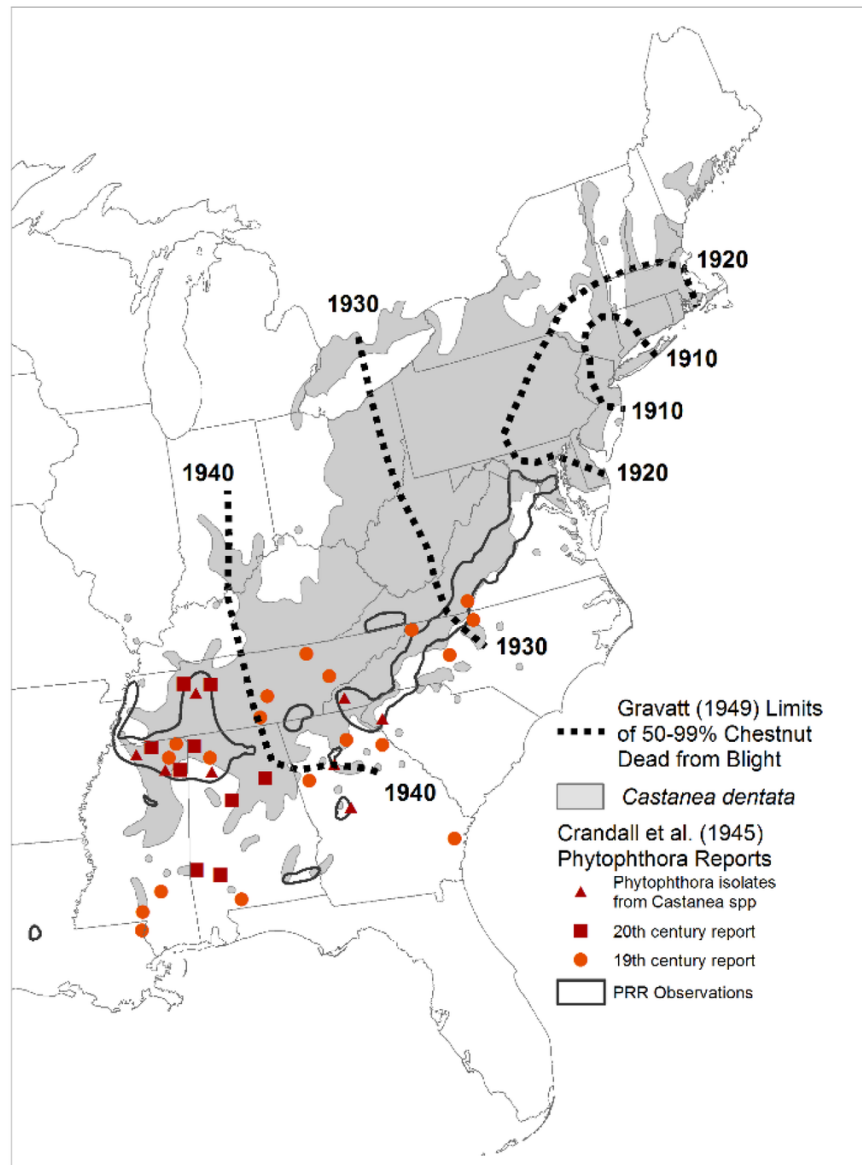 1920
1930
1910
1910
1940
1920
1930
Gravatt (1949) Limits
of 50-99% Chestnut
Dead from Blight
1940
Castanea dentata
Crandall et al. (1945)
Phytophthora Reports
Phytophthora isolates
from Castanea spp
20th century report
19th century report
PRR Observations